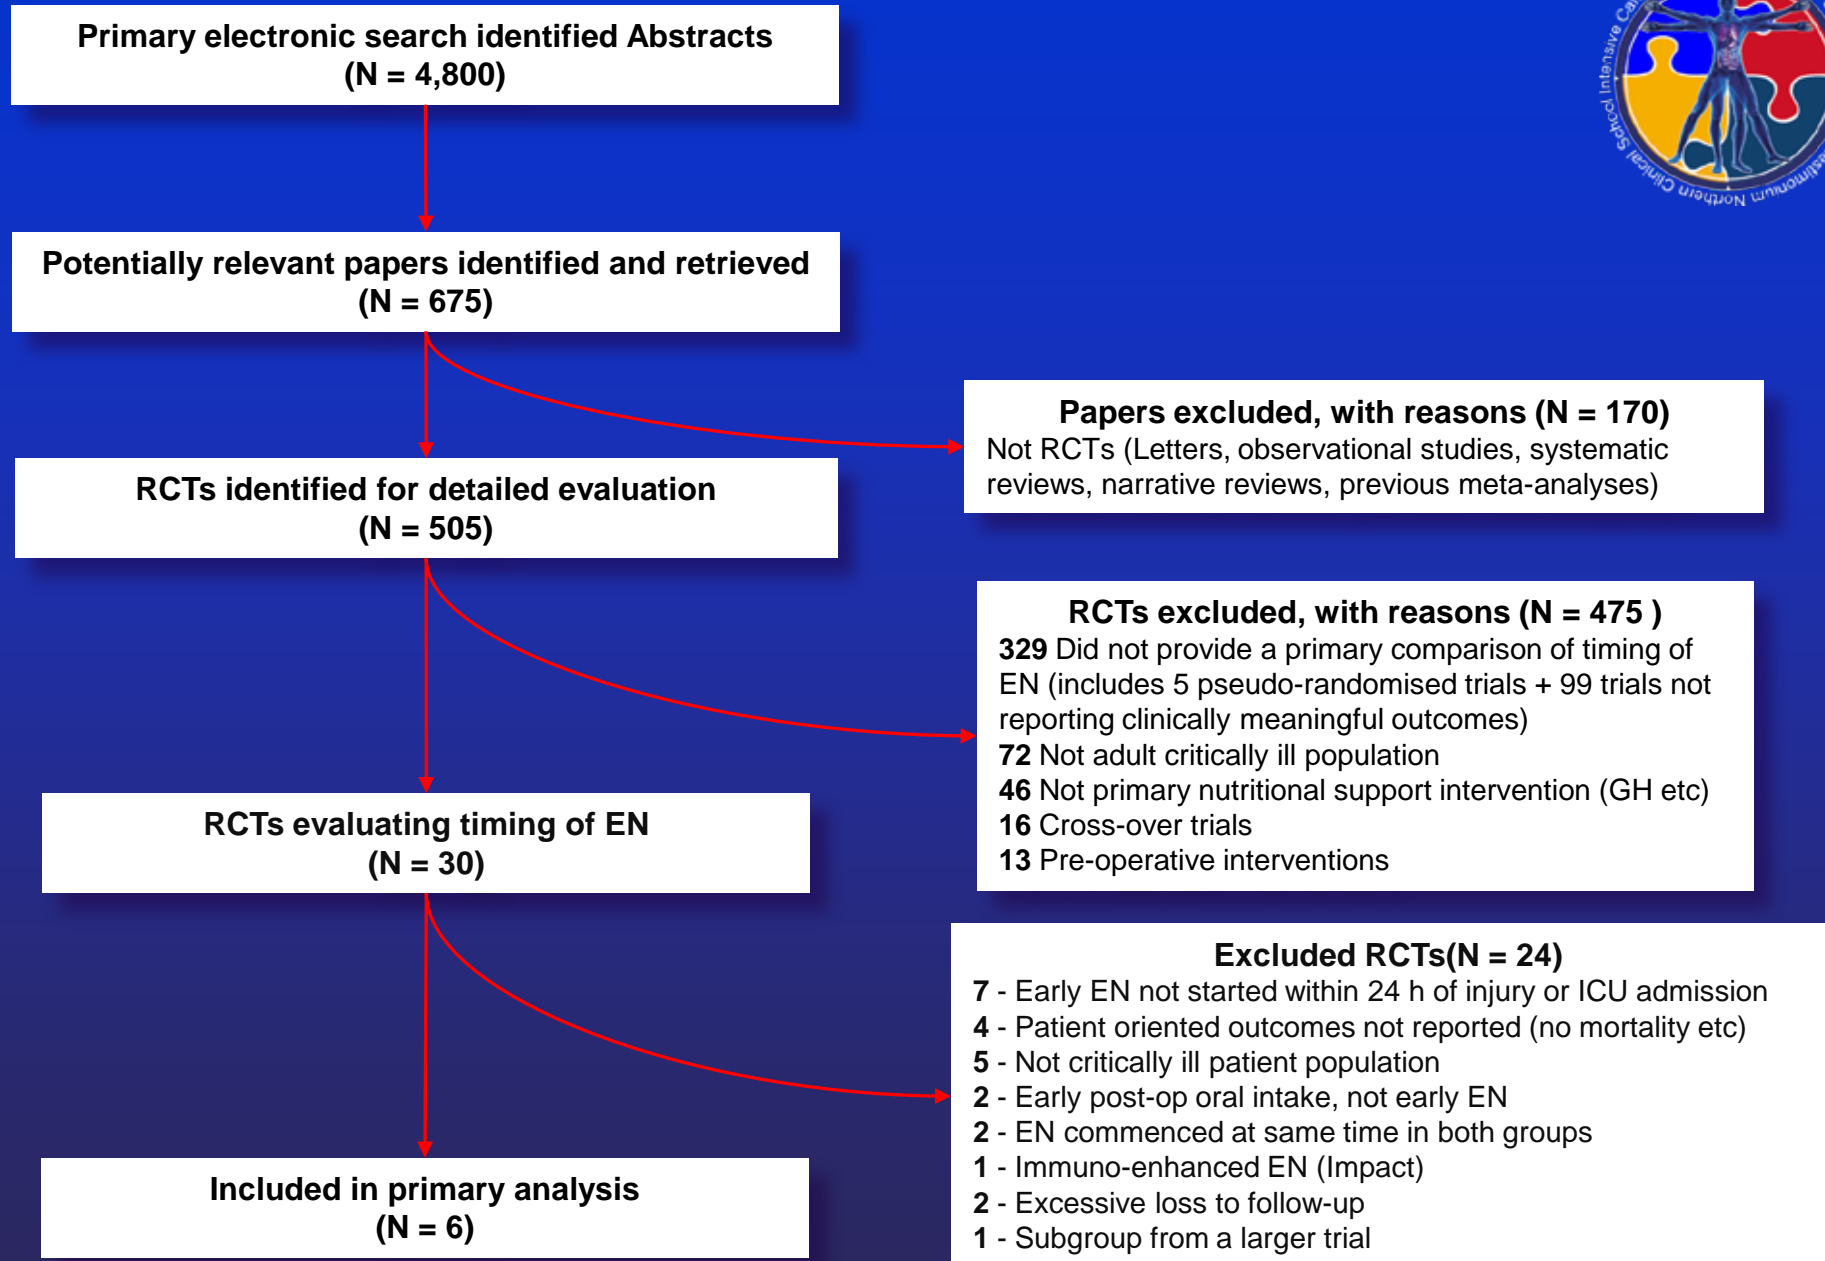 Primary electronic search identified Abstracts
(N = 4,800)
Potentially relevant papers identified and retrieved
(N = 675)
Papers excluded, with reasons (N = 170)
Not RCTs (Letters, observational studies, systematic
reviews, narrative reviews, previous meta-analyses)
RCTs identified for detailed evaluation
(N = 505)
RCTs excluded, with reasons (N = 475 )
329 Did not provide a primary comparison of timing of
EN (includes 5 pseudo-randomised trials + 99 trials not
reporting clinically meaningful outcomes)
72 Not adult critically ill population
46 Not primary nutritional support intervention (GH etc)
16 Cross-over trials
13 Pre-operative interventions
RCTs evaluating timing of EN
(N = 30)
Excluded RCTs(N = 24)
7 - Early EN not started within 24 h of injury or ICU admission
4 - Patient oriented outcomes not reported (no mortality etc)
5 - Not critically ill patient population
2 - Early post-op oral intake, not early EN
2 - EN commenced at same time in both groups
1 - Immuno-enhanced EN (Impact)
2 - Excessive loss to follow-up
1 - Subgroup from a larger trial
Included in primary analysis
(N = 6)
Northern Clinical School Intensive